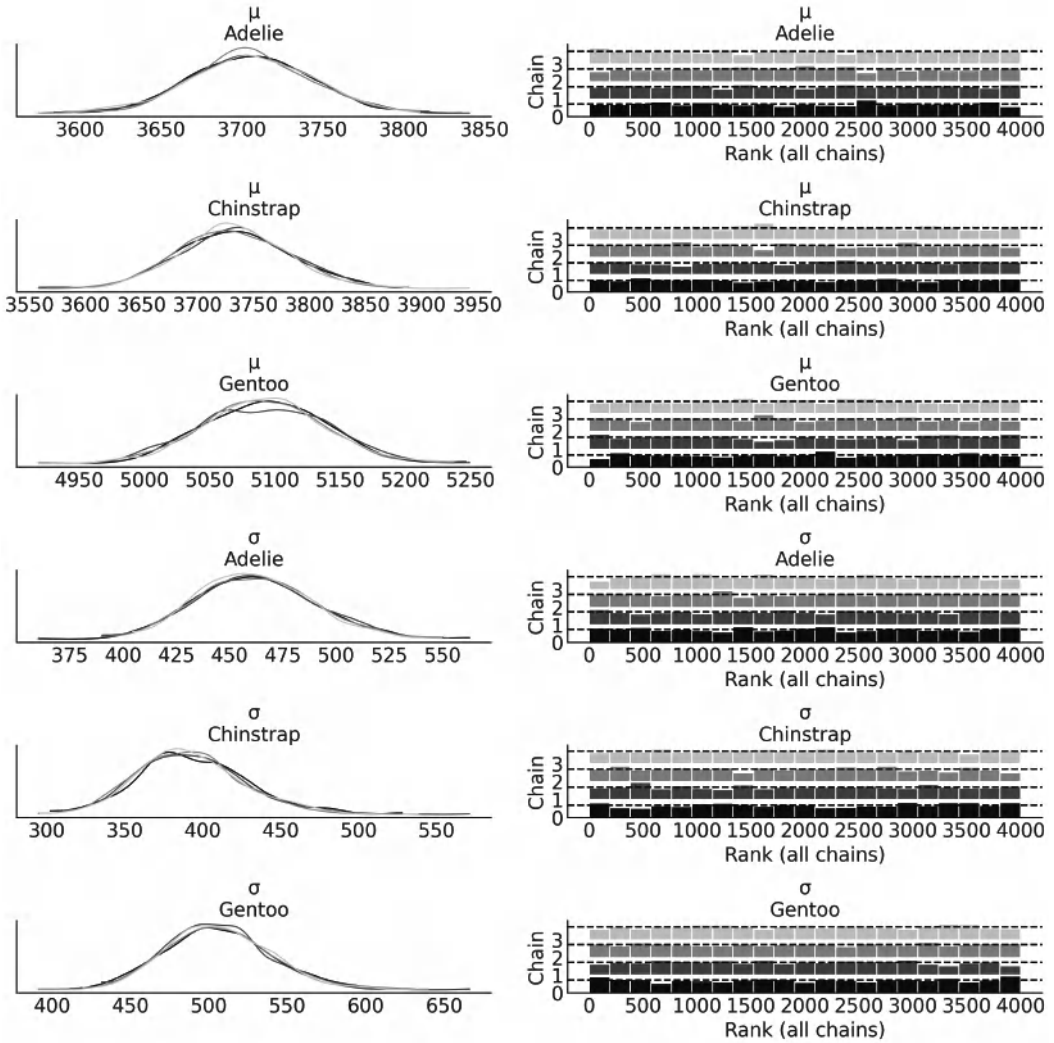 μ
Adelie
3600 3650 3700 3750 3800 3850
μ
Adelie
Chain
3
2
1
0
0 500 1000 1500 2000 2500 3000 3500 4000
Rank (all chains)
μ
Chinstrap
3550 3600 3650 3700 3750 3800 3850 3900 3950
μ
Chinstrap
Chain
3
2
1
0
0 500 1000 1500 2000 2500 3000 3500 4000
Rank (all chains)
μ
Gentoo
4950 5000 5050 5100 5150 5200 5250
μ
Gentoo
Chain
3
2
1
0
0 500 1000 1500 2000 2500 3000 3500 4000
Rank (all chains)
σ
Adelie
375 400 425 450 475 500 525 550
σ
Adelie
Chain
3
2
1
0
0 500 1000 1500 2000 2500 3000 3500 4000
Rank (all chains)
σ
Chinstrap
300 350 400 450 500 550
σ
Chinstrap
Chain
3
2
1
0
0 500 1000 1500 2000 2500 3000 3500 4000
Rank (all chains)
σ
Gentoo
400 450 500 550 600 650
σ
Gentoo
Chain
3
2
1
0
0 500 1000 1500 2000 2500 3000 3500 4000
Rank (all chains)